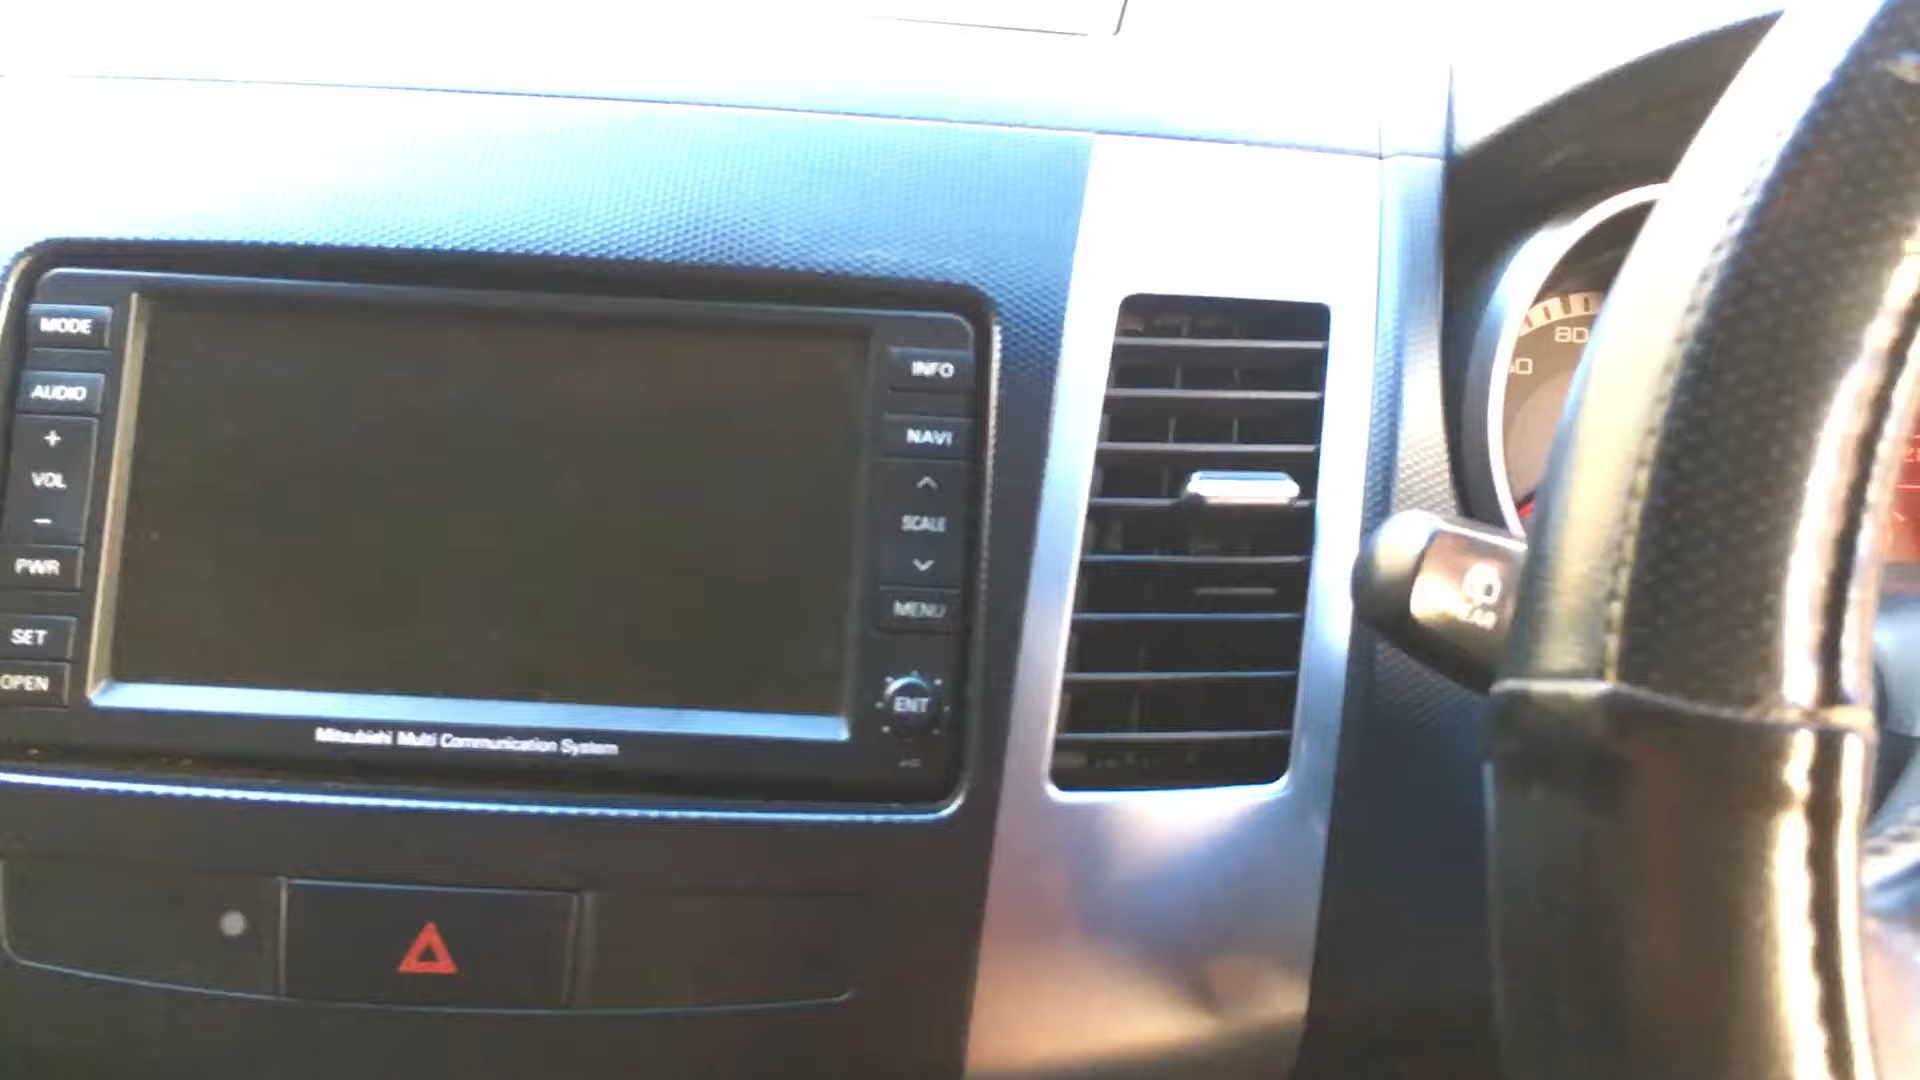 MODE
AUDIO
+
VOL
−
PWR
SET
OPEN
INFO
NAVI
SCALE
MENU
ENT
Mitsubishi Multi Communication System
80